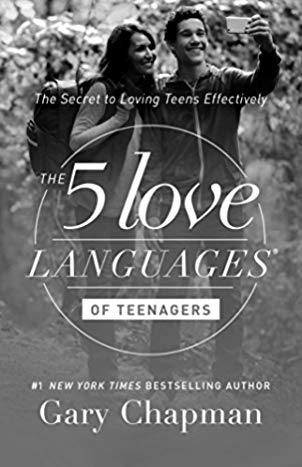 The Secret to Loving Teens Effectively
THE
5 love
LANGUAGES®
OF TEENAGERS
#1 NEW YORK TIMES BESTSELLING AUTHOR
Gary Chapman